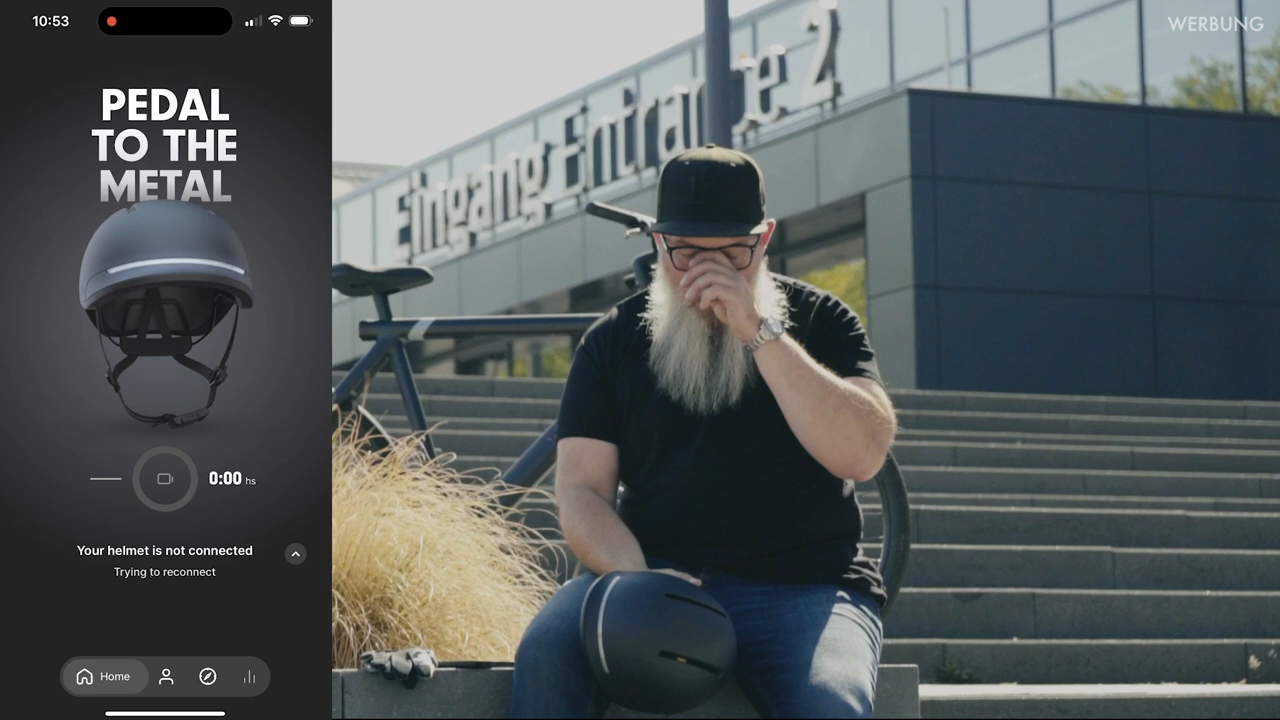 10:53
PEDAL
TO THE
METAL
0:00 hs
Your helmet is not connected
Trying to reconnect
Home
WERBUNG
Eingang Entrance 2